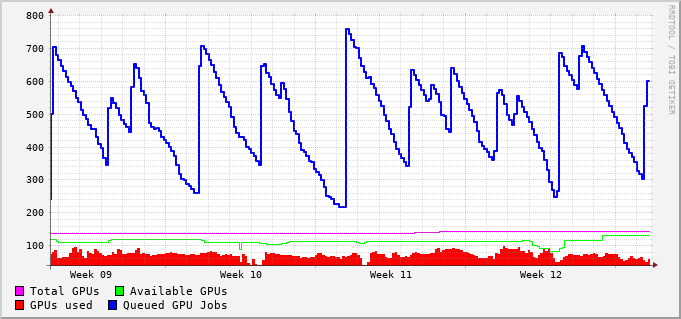 800
700
600
500
400
300
200
100
Week 09 Week 10 Week 11 Week 12
Total GPUs Available GPUs
GPUs used Queued GPU Jobs
RRDTOOL / TOBI OETIKER